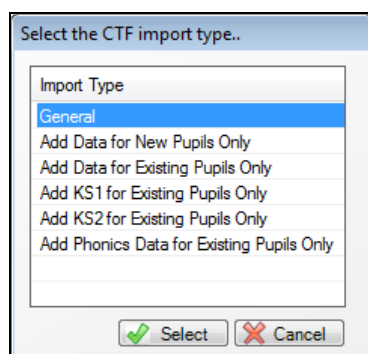 Select the CTF import type..
Import Type
General
Add Data for New Pupils Only
Add Data for Existing Pupils Only
Add KS1 for Existing Pupils Only
Add KS2 for Existing Pupils Only
Add Phonics Data for Existing Pupils Only
Select Cancel